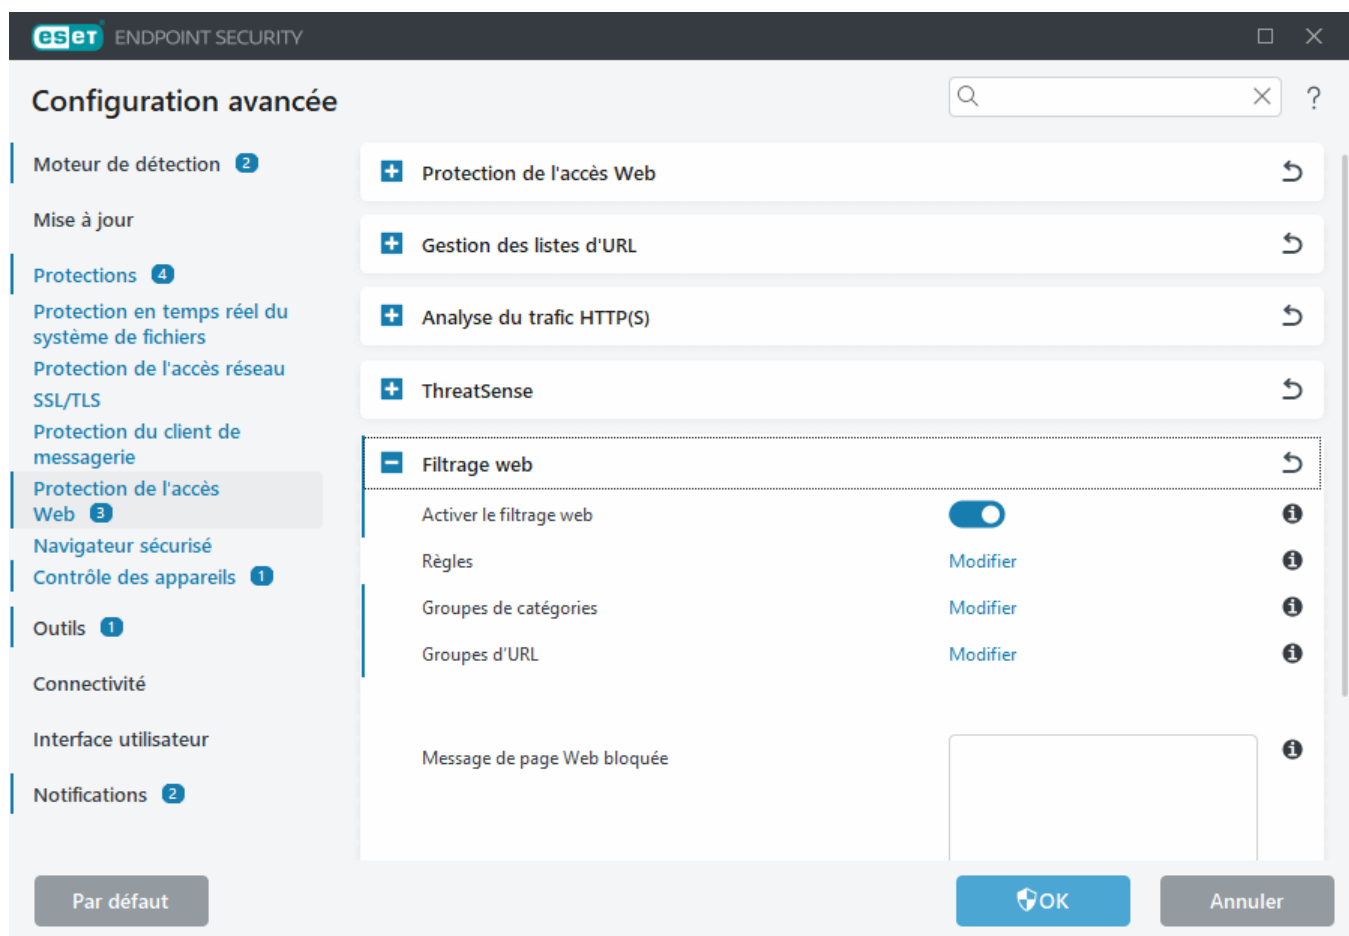 eset ENDPOINT SECURITY
Configuration avancée
?
Moteur de détection 2
Mise à jour
Protections 4
Protection en temps réel du
système de fichiers
Protection de l'accès réseau
SSL/TLS
Protection du client de
messagerie
Protection de l'accès
Web 3
Navigateur sécurisé
Contrôle des appareils 1
Outils 1
Connectivité
Interface utilisateur
Notifications 2
Protection de l'accès Web
Gestion des listes d'URL
Analyse du trafic HTTP(S)
ThreatSense
Filtrage web
Activer le filtrage web
Règles Modifier
Groupes de catégories Modifier
Groupes d'URL Modifier
Message de page Web bloquée
Par défaut
OK
Annuler